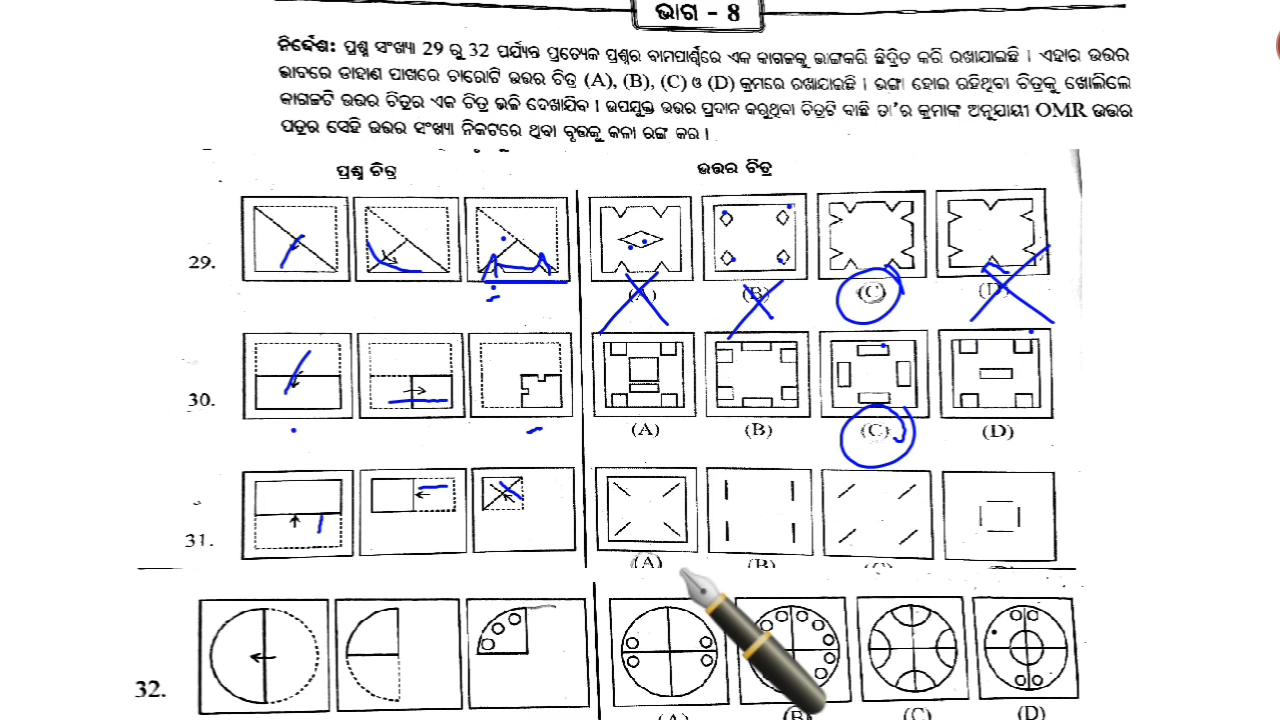 ଭାଗ - 8
ନିର୍ଦ୍ଦେଶ: ପ୍ରଶ୍ନ ସଂଖ୍ୟା 29 ରୁ 32 ପର୍ଯ୍ୟନ୍ତ ପ୍ରତ୍ୟେକ ପ୍ରଶ୍ନର ବାମପାର୍ଶ୍ୱରେ ଏକ କାଗଜକୁ ଭାଙ୍ଗକରି ଛିଦ୍ରିତ କରି ରଖାଯାଇଛି । ଏହାର ଉତ୍ତର
ଭାବରେ ଡାହାଣ ପାଖରେ ଚାରୋଟି ଉତ୍ତର ଚିତ୍ର (A), (B), (C) ଓ (D) କ୍ରମରେ ରଖାଯାଇଛି । ଭଙ୍ଗା ହୋଇ ରହିଥିବା ଚିତ୍ରକୁ ଖୋଲିଲେ
କାଗଜଟି ଉତ୍ତର ଚିତ୍ରର ଏକ ଚିତ୍ର ଭଳି ଦେଖାଯିବ । ଉପଯୁକ୍ତ ଉତ୍ତର ପ୍ରଦାନ କରୁଥିବା ଚିତ୍ରଟି ବାଛି ତା'ର କ୍ରମାଙ୍କ ଅନୁଯାୟୀ OMR ଉତ୍ତର
ପତ୍ରର ସେହି ଉତ୍ତର ସଂଖ୍ୟା ନିକଟରେ ଥିବା ବୃତ୍ତକୁ କଳା ରଙ୍ଗ କର ।
ପ୍ରଶ୍ନ ଚିତ୍ର ଉତ୍ତର ଚିତ୍ର
29.
(A) (B) (C) (D)
30.
(A) (B) (C) (D)
31.
(A) (B) (C)
32.
(A) (B) (C) (D)